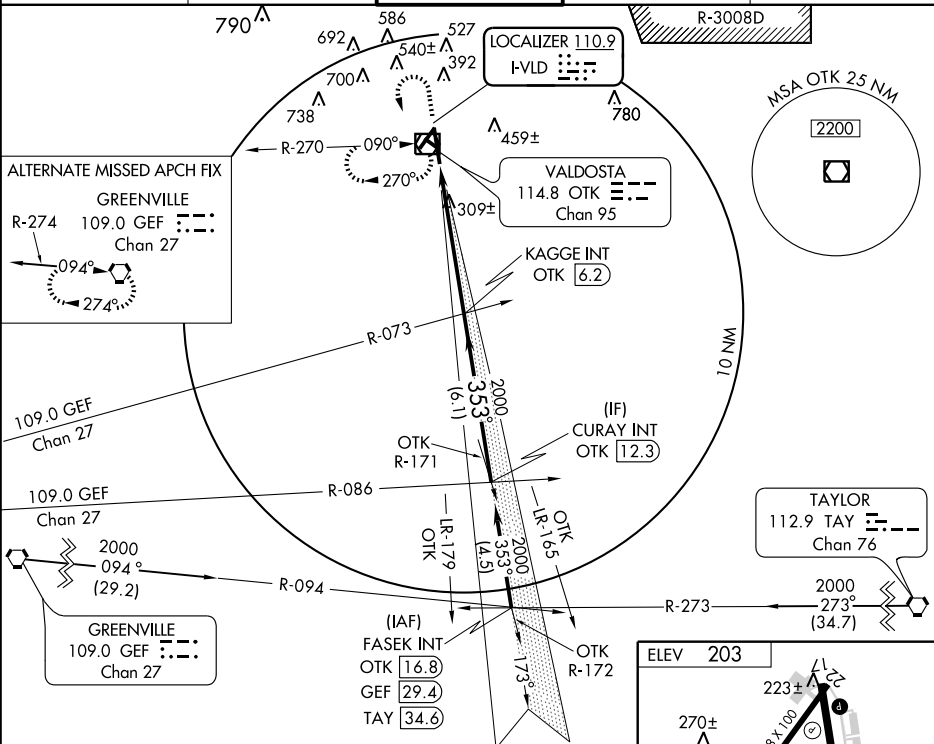 790
586
692
540±
527
392
700
738
LOCALIZER 110.9
I-VLD
R-3008D
780
459±
MSA OTK 25 NM
2200
R-270
090°
270°
VALDOSTA
114.8 OTK
Chan 95
309±
ALTERNATE MISSED APCH FIX
GREENVILLE
109.0 GEF
Chan 27
R-274
094°
274°
KAGGE INT
OTK 6.2
R-073
109.0 GEF
Chan 27
10 NM
353°
2000
(6.1)
(IF)
CURAY INT
OTK 12.3
OTK
R-171
R-086
109.0 GEF
Chan 27
LR-179
OTK
OTK
LR-165
353°
2000
(4.5)
TAYLOR
112.9 TAY
Chan 76
2000
094°
(29.2)
R-094
R-273
2000
273°
(34.7)
GREENVILLE
109.0 GEF
Chan 27
(IAF)
FASEK INT
OTK 16.8
GEF 29.4
TAY 34.6
173°
OTK
R-172
ELEV 203
17
22
223±
P
270±
8 X 100